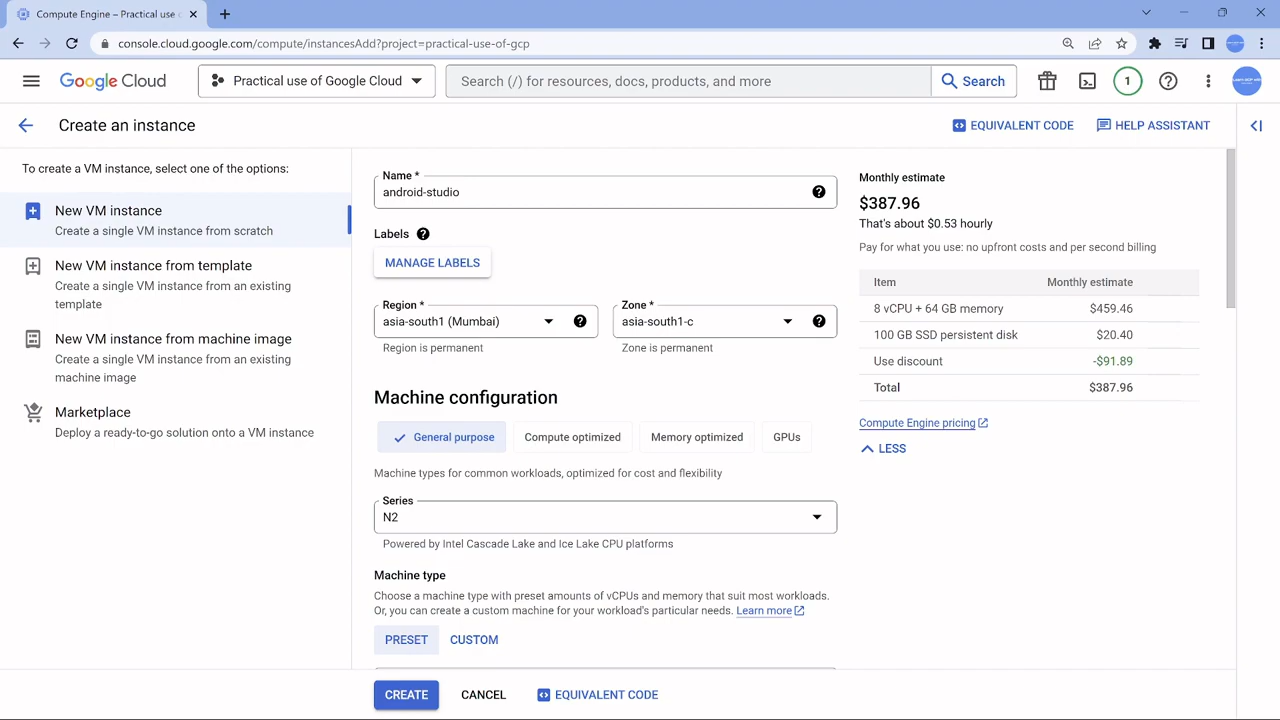 Compute Engine – Practical use o
console.cloud.google.com/compute/instancesAdd?project=practical-use-of-gcp
Google Cloud
Practical use of Google Cloud
Search (/) for resources, docs, products, and more
Search
1
Create an instance
EQUIVALENT CODE
HELP ASSISTANT
To create a VM instance, select one of the options:
New VM instance
Create a single VM instance from scratch
New VM instance from template
Create a single VM instance from an existing
template
New VM instance from machine image
Create a single VM instance from an existing
machine image
Marketplace
Deploy a ready-to-go solution onto a VM instance
Name *
android-studio
Labels
MANAGE LABELS
Region *
asia-south1 (Mumbai)
Region is permanent
Zone *
asia-south1-c
Zone is permanent
Machine configuration
General purpose
Compute optimized
Memory optimized
GPUs
Machine types for common workloads, optimized for cost and flexibility
Series
N2
Powered by Intel Cascade Lake and Ice Lake CPU platforms
Machine type
Choose a machine type with preset amounts of vCPUs and memory that suit most workloads.
Or, you can create a custom machine for your workload's particular needs. Learn more
PRESET
CUSTOM
Monthly estimate
$387.96
That's about $0.53 hourly
Pay for what you use: no upfront costs and per second billing
Item Monthly estimate
8 vCPU + 64 GB memory $459.46
100 GB SSD persistent disk $20.40
Use discount -$91.89
Total $387.96
Compute Engine pricing
LESS
CREATE
CANCEL
EQUIVALENT CODE